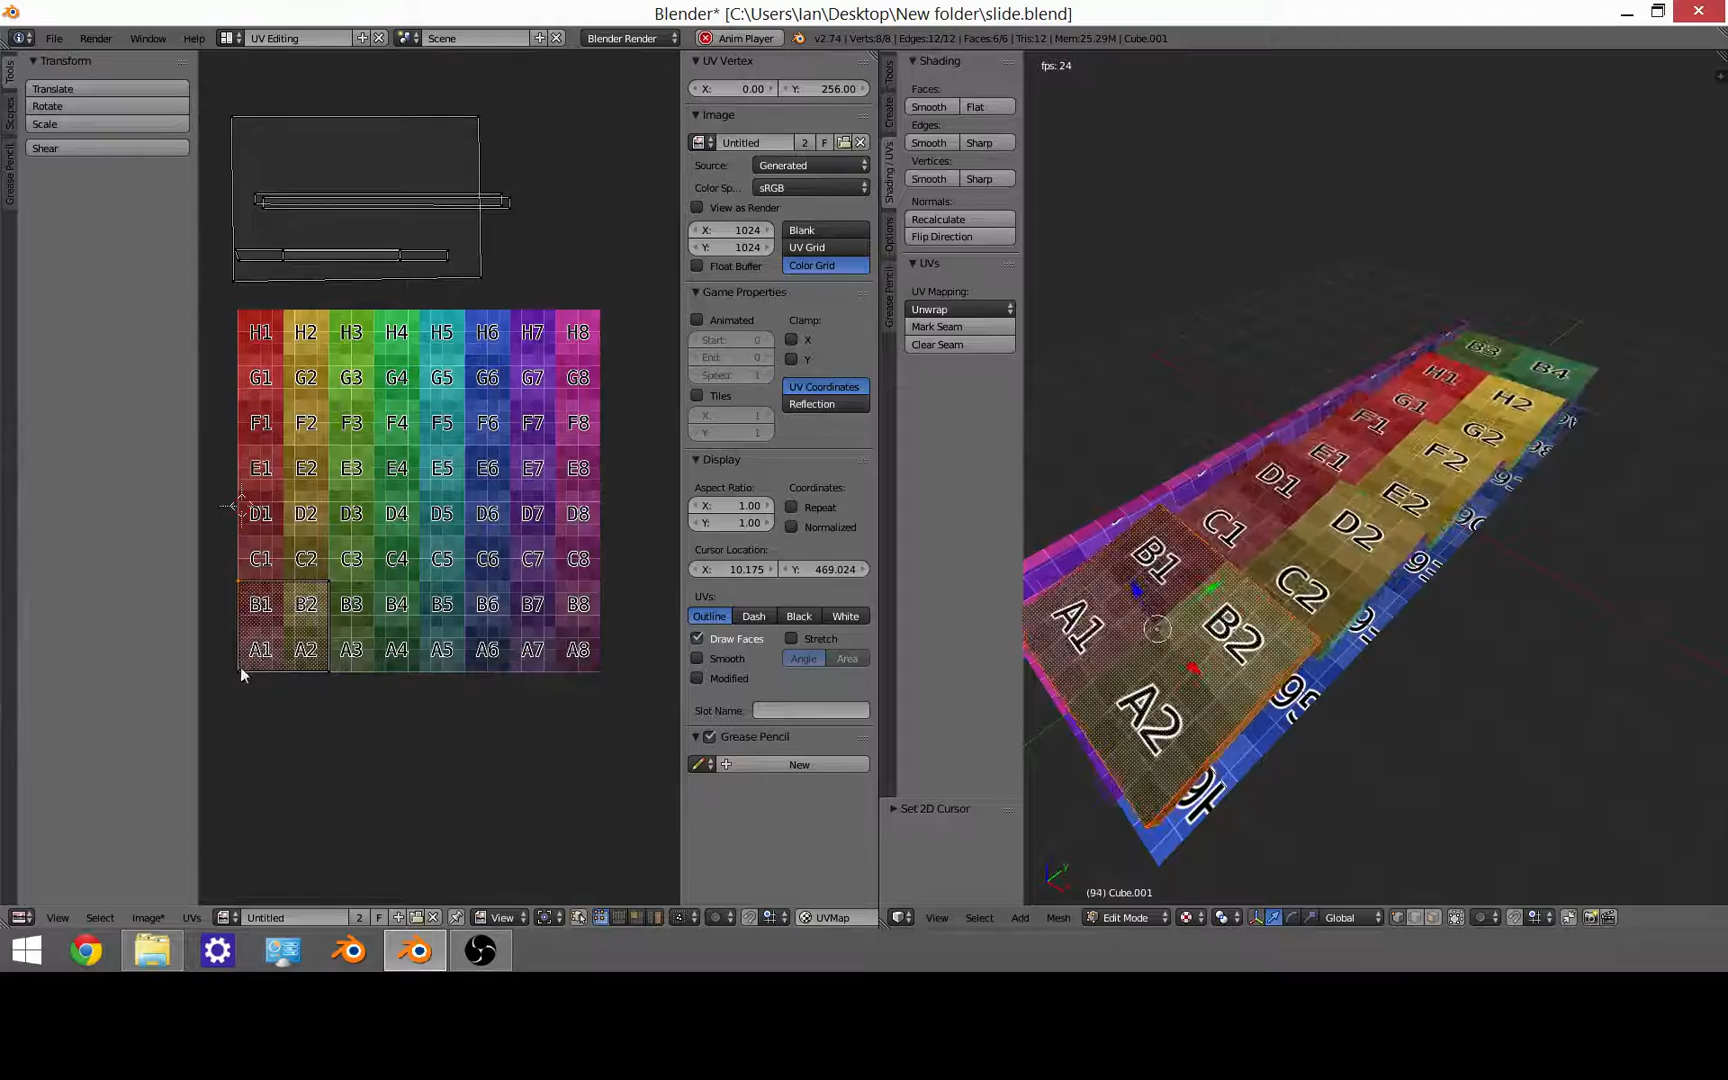 Blender* [C:\Users\Ian\Desktop\New folder\slide.blend]
File Render Window Help UV Editing Scene Blender Render Anim Player v2.74 | Verts:8/8 | Edges:12/12 | Faces:6/6 | Tris:12 | Mem:25.29M | Cube.001
Tools
Scopes
Grease Pencil
Transform
Translate
Rotate
Scale
Shear
H1 H2 H3 H4 H5 H6 H7 H8
G1 G2 G3 G4 G5 G6 G7 G8
F1 F2 F3 F4 F5 F6 F7 F8
E1 E2 E3 E4 E5 E6 E7 E8
D1 D2 D3 D4 D5 D6 D7 D8
C1 C2 C3 C4 C5 C6 C7 C8
B1 B2 B3 B4 B5 B6 B7 B8
A1 A2 A3 A4 A5 A6 A7 A8
UV Vertex
X: 0.00 Y: 256.00
Image
Untitled 2 F
Source: Generated
Color Sp... sRGB
View as Render
X: 1024 Blank
Y: 1024 UV Grid
Float Buffer Color Grid
Game Properties
Animated Clamp:
Start: 0 X
End: 0 Y
Speed: 1
UV Coordinates
Tiles Reflection
X: 1
Y: 1
Display
Aspect Ratio: Coordinates:
X: 1.00 Repeat
Y: 1.00 Normalized
Cursor Location:
X: 10.175 Y: 469.024
UVs:
Outline Dash Black White
Draw Faces Stretch
Smooth Angle Area
Modified
Slot Name:
Grease Pencil
New
Tools
Create
Shading / UVs
Options
Grease Pencil
Shading
Faces:
Smooth Flat
Edges:
Smooth Sharp
Vertices:
Smooth Sharp
Normals:
Recalculate
Flip Direction
UVs
UV Mapping:
Unwrap
Mark Seam
Clear Seam
Set 2D Cursor
fps: 24
B3 B4
H1 H2
G1 G2
F1 F2
E1 E2
D1 D2
C1 C2
B1 B2
A1 A2
(94) Cube.001
View Select Image* UVs Untitled 2 F View UVMap
View Select Add Mesh Edit Mode Global